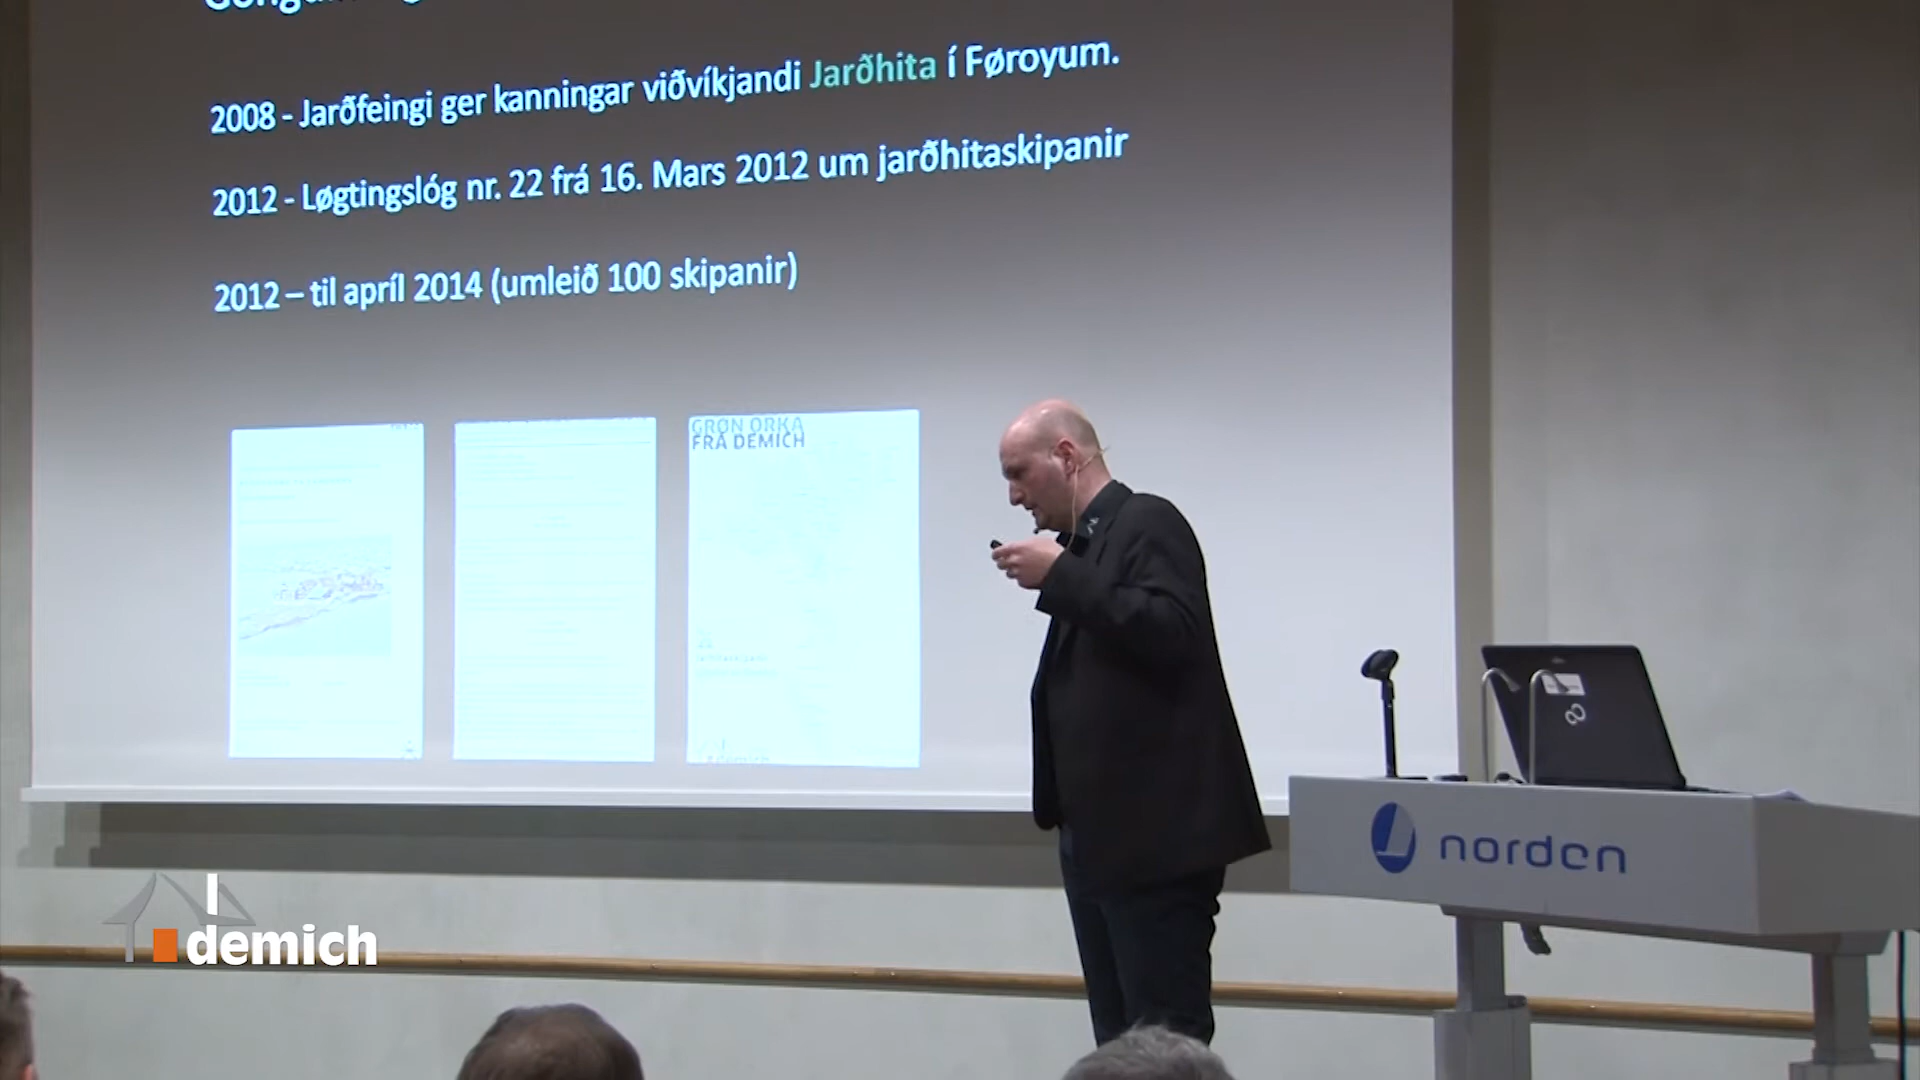 2008 - Jarðfeingi ger kanningar viðvíkjandi Jarðhita í Føroyum.
2012 - Løgtingslóg nr. 22 frá 16. Mars 2012 um jarðhitaskipanir
2012 – til apríl 2014 (umleið 100 skipanir)
GRØN ORKA
FRÁ DEMICH
norden
demich